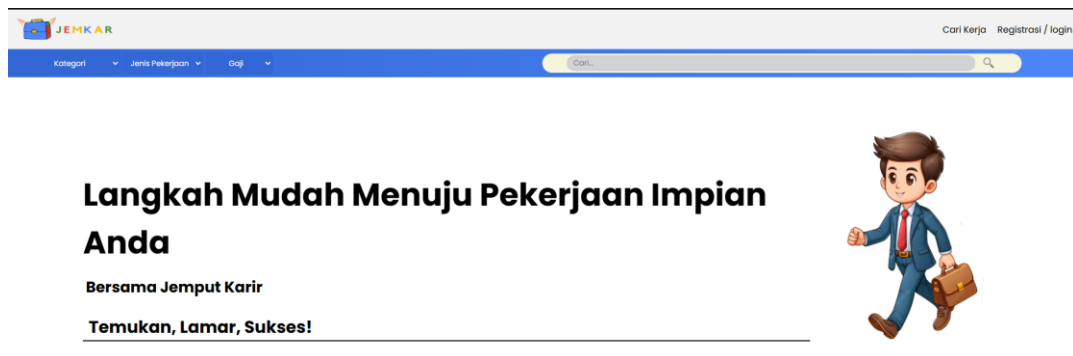 JEMKAR
Cari Kerja Registrasi / login
Kategori Jenis Pekerjaan Gaji Cari...
Langkah Mudah Menuju Pekerjaan Impian
Anda
Bersama Jemput Karir
Temukan, Lamar, Sukses!